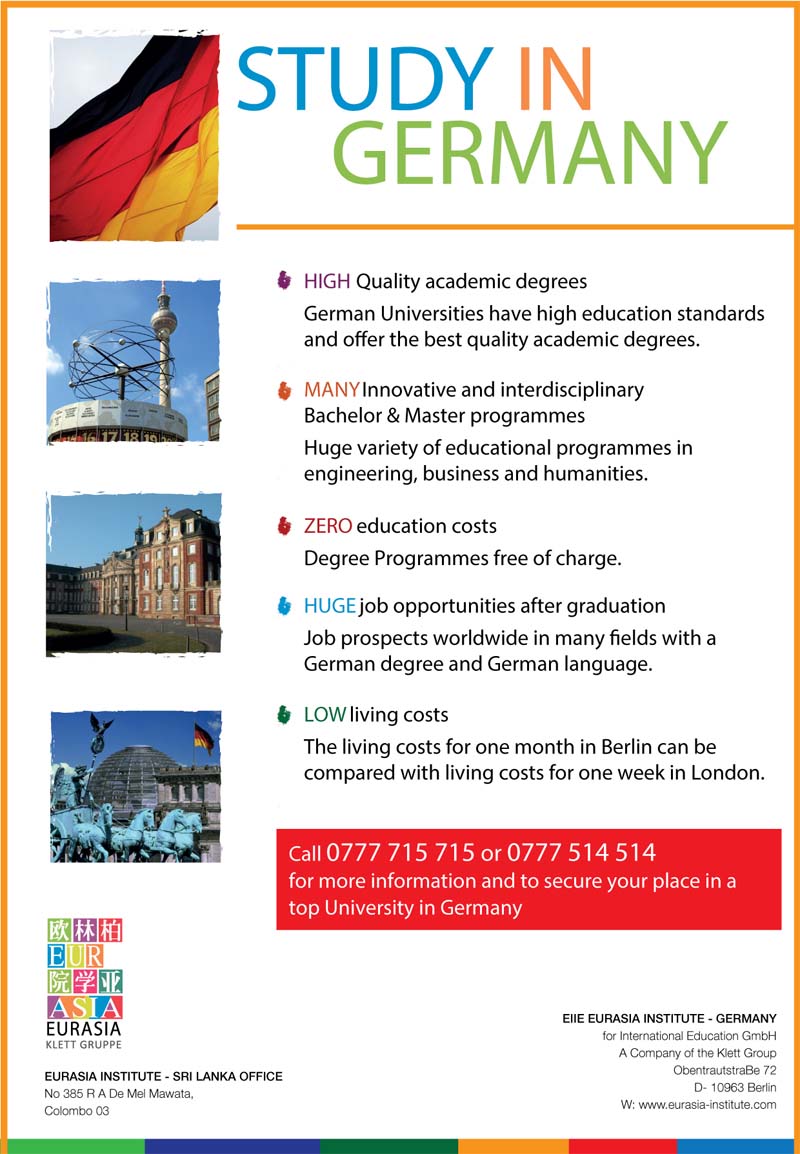 STUDY IN
GERMANY
HIGH Quality academic degrees
German Universities have high education standards
and offer the best quality academic degrees.
MANY Innovative and interdisciplinary
Bachelor & Master programmes
Huge variety of educational programmes in
engineering, business and humanities.
ZERO education costs
Degree Programmes free of charge.
HUGE job opportunities after graduation
Job prospects worldwide in many fields with a
German degree and German language.
LOW living costs
The living costs for one month in Berlin can be
compared with living costs for one week in London.
Call 0777 715 715 or 0777 514 514
for more information and to secure your place in a
top University in Germany
欧林柏
EUR
院学亚
ASIA
EURASIA
KLETT GRUPPE
EURASIA INSTITUTE - SRI LANKA OFFICE
No 385 R A De Mel Mawata,
Colombo 03
EIIE EURASIA INSTITUTE - GERMANY
for International Education GmbH
A Company of the Klett Group
ObentrautstraBe 72
D- 10963 Berlin
W: www.eurasia-institute.com
16 17 18 19